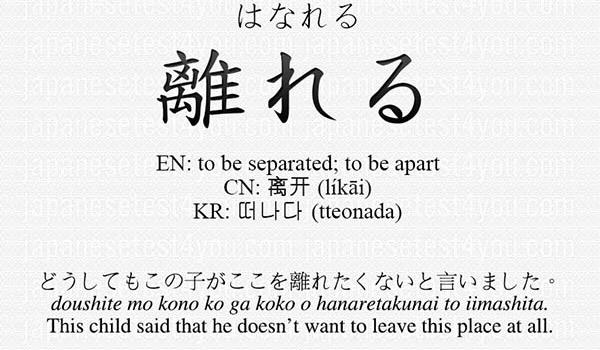 はなれる
離れる
EN: to be separated; to be apart
CN: 离开 (líkāi)
KR: 떠나다 (tteonada)
どうしてもこの子がここを離れたくないと言いました。
doushite mo kono ko ga koko o hanaretakunai to iimashita.
This child said that he doesn't want to leave this place at all.